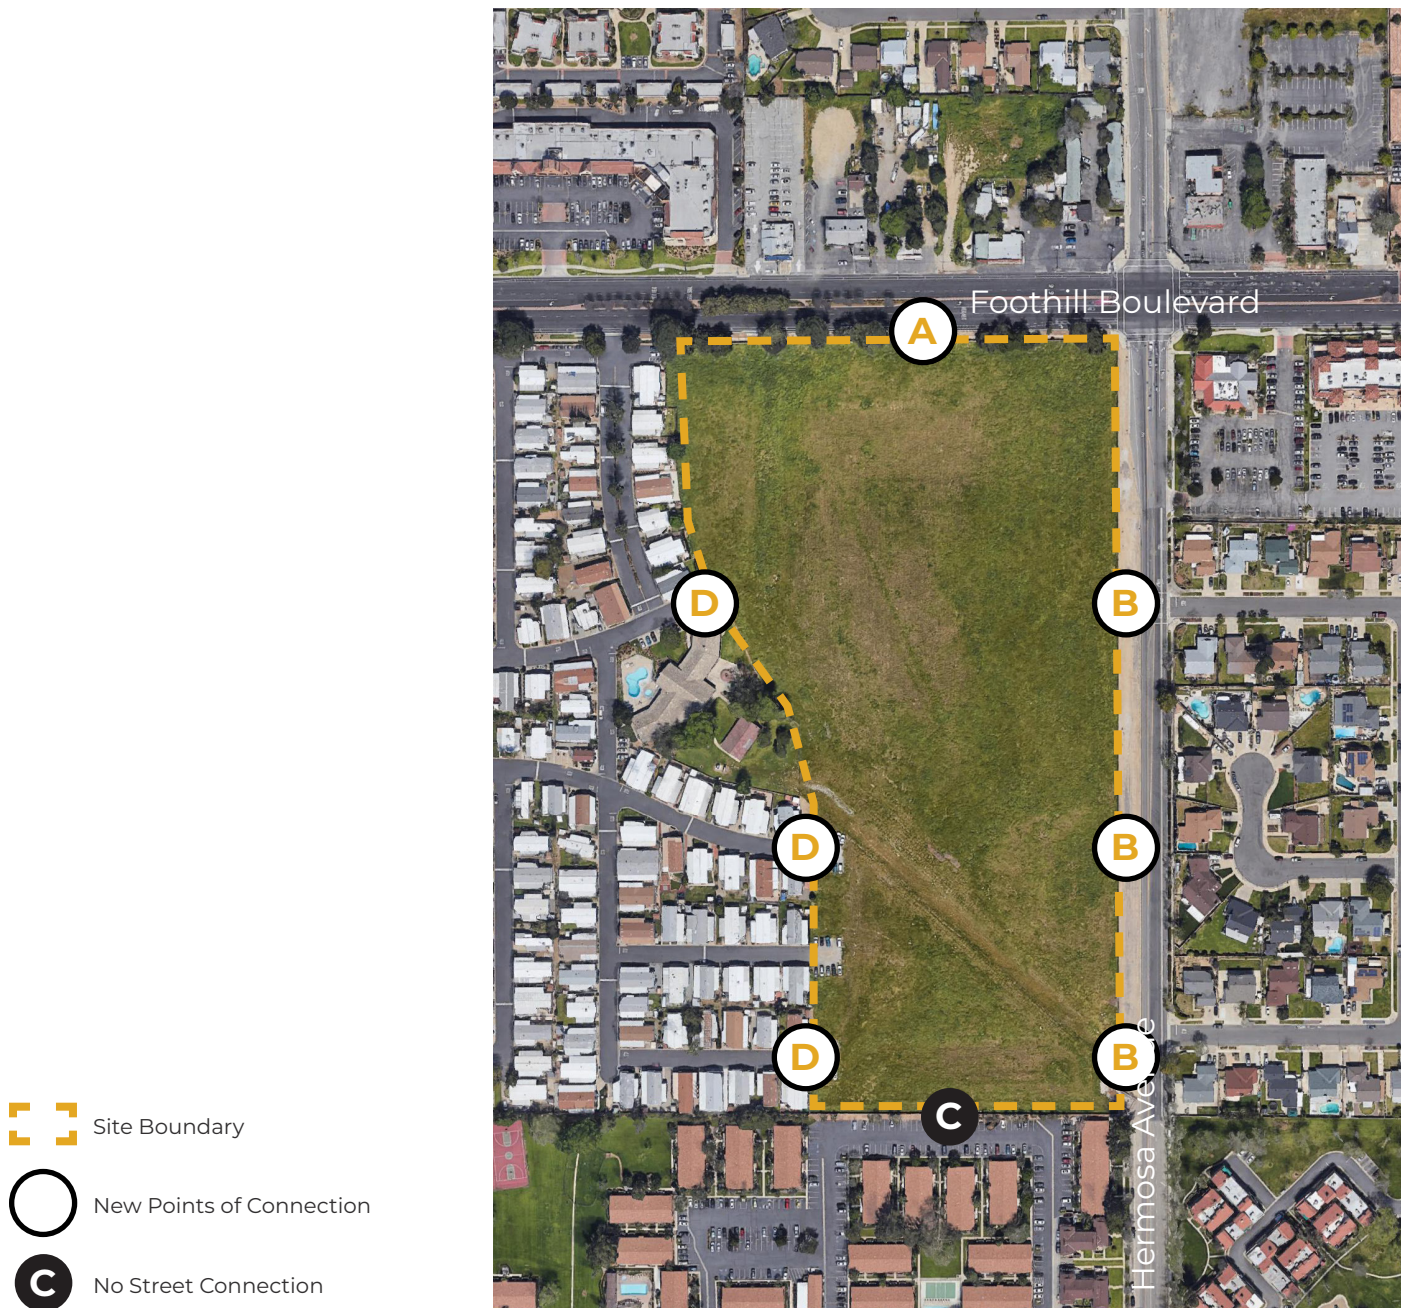 Foothill Boulevard
A
D
B
D
B
D
B
C
Hermosa Avenue
Site Boundary
New Points of Connection
C No Street Connection